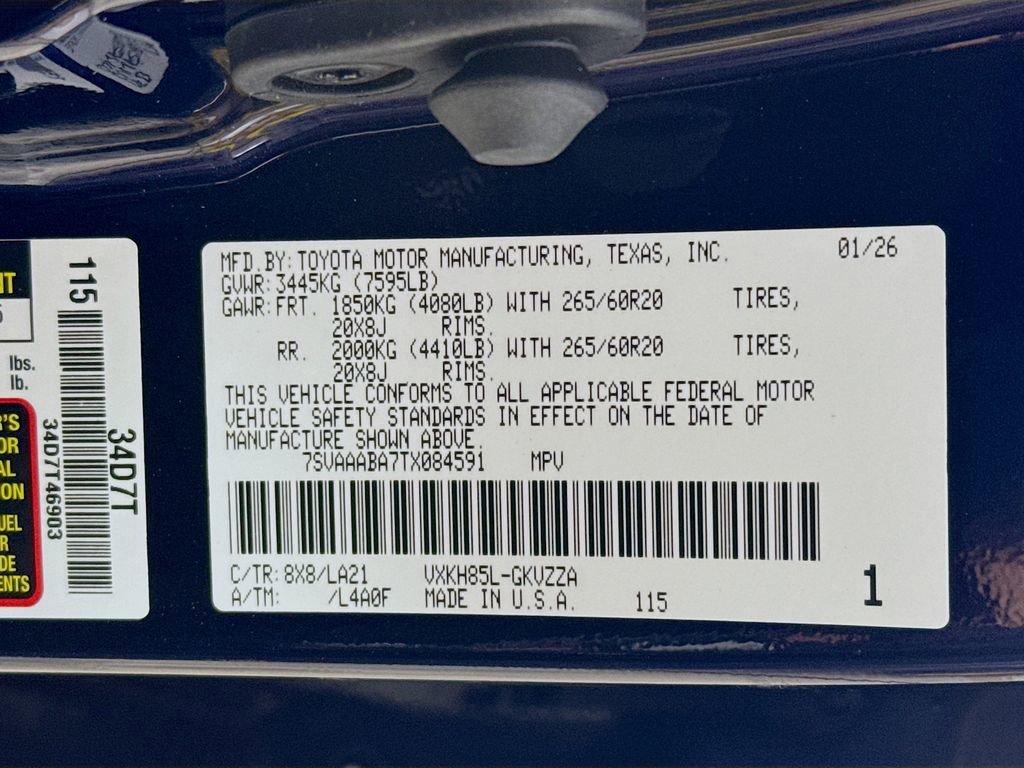 MFD.BY:TOYOTA MOTOR MANUFACTURING, TEXAS, INC. 01/26
GVWR:3445KG (7595LB)
GAWR:FRT. 1850KG (4080LB) WITH 265/60R20 TIRES,
20X8J RIMS.
RR. 2000KG (4410LB) WITH 265/60R20 TIRES,
20X8J RIMS.
THIS VEHICLE CONFORMS TO ALL APPLICABLE FEDERAL MOTOR
VEHICLE SAFETY STANDARDS IN EFFECT ON THE DATE OF
MANUFACTURE SHOWN ABOVE.
7SVAAABA7TX084591 MPV
C/TR:8X8/LA21 VXKH85L-GKVZZA
A/TM: /L4A0F MADE IN U.S.A. 115
1
115
34D7T
34D7T46903
lbs.
lb.